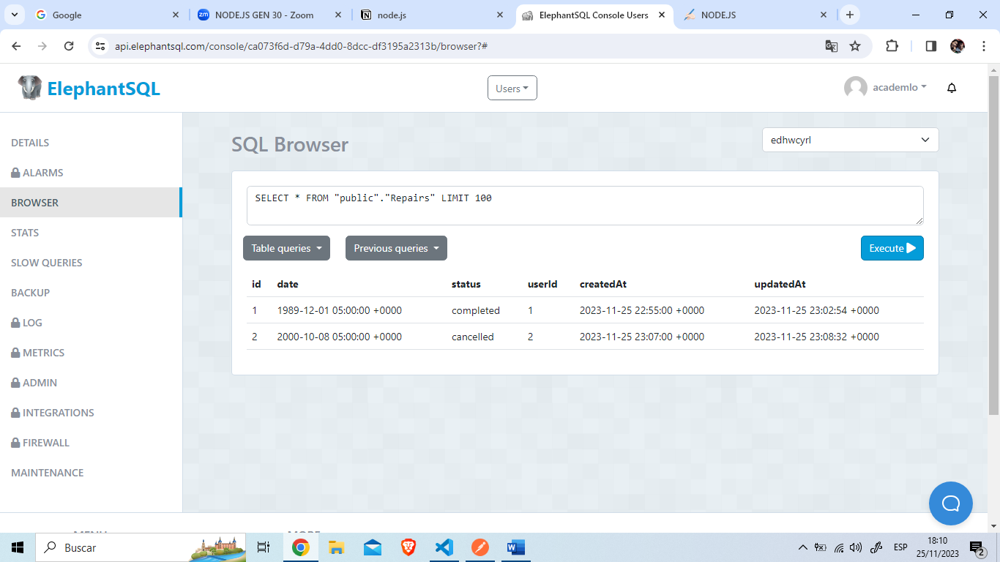 Google
NODE.JS GEN 30 - Zoom
node.js
ElephantSQL Console Users
NODE.JS
api.elephantsql.com/console/ca073f6d-d79a-4dd0-8dcc-df3195a2313b/browser?#
ElephantSQL
Users
academlo
DETAILS
ALARMS
BROWSER
STATS
SLOW QUERIES
BACKUP
LOG
METRICS
ADMIN
INTEGRATIONS
FIREWALL
MAINTENANCE
SQL Browser
edhwcyrl
SELECT * FROM "public"."Repairs" LIMIT 100
Table queries
Previous queries
Execute
id date status userId createdAt updatedAt
1 1989-12-01 05:00:00 +0000 completed 1 2023-11-25 22:55:00 +0000 2023-11-25 23:02:54 +0000
2 2000-10-08 05:00:00 +0000 cancelled 2 2023-11-25 23:07:00 +0000 2023-11-25 23:08:32 +0000
MENU
MORE
Buscar
ESP
18:10
25/11/2023
2